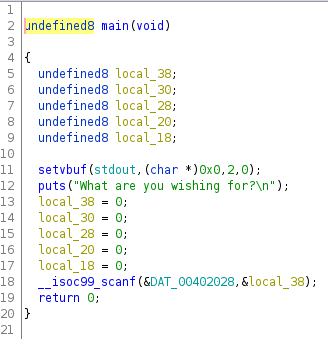 1
2 undefined8 main(void)
3
4 {
5 undefined8 local_38;
6 undefined8 local_30;
7 undefined8 local_28;
8 undefined8 local_20;
9 undefined8 local_18;
10
11 setvbuf(stdout,(char *)0x0,2,0);
12 puts("What are you wishing for?\n");
13 local_38 = 0;
14 local_30 = 0;
15 local_28 = 0;
16 local_20 = 0;
17 local_18 = 0;
18 __isoc99_scanf(&DAT_00402028,&local_38);
19 return 0;
20 }
21